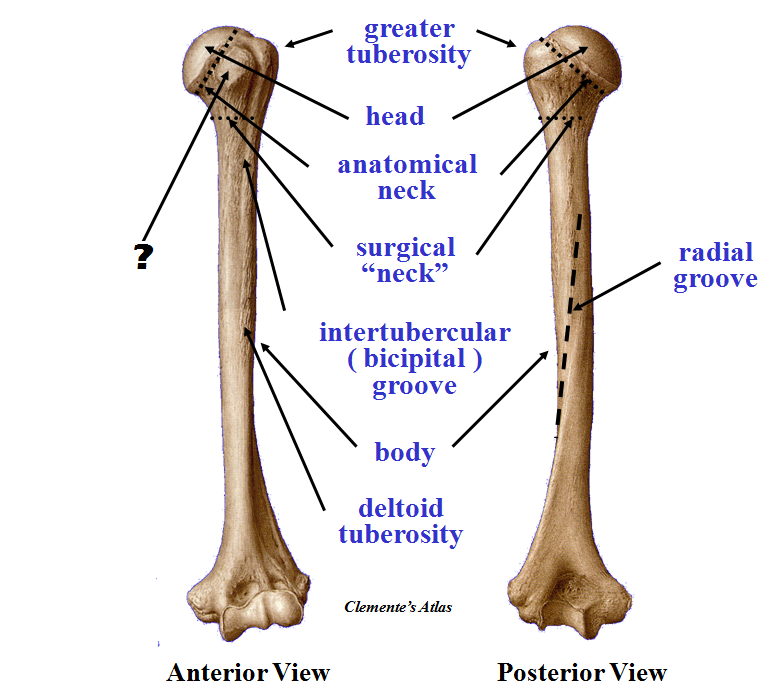 greater
tuberosity
head
anatomical
neck
?
surgical
“neck”
radial
groove
intertubercular
( bicipital )
groove
body
deltoid
tuberosity
Clemente’s Atlas
Anterior View
Posterior View